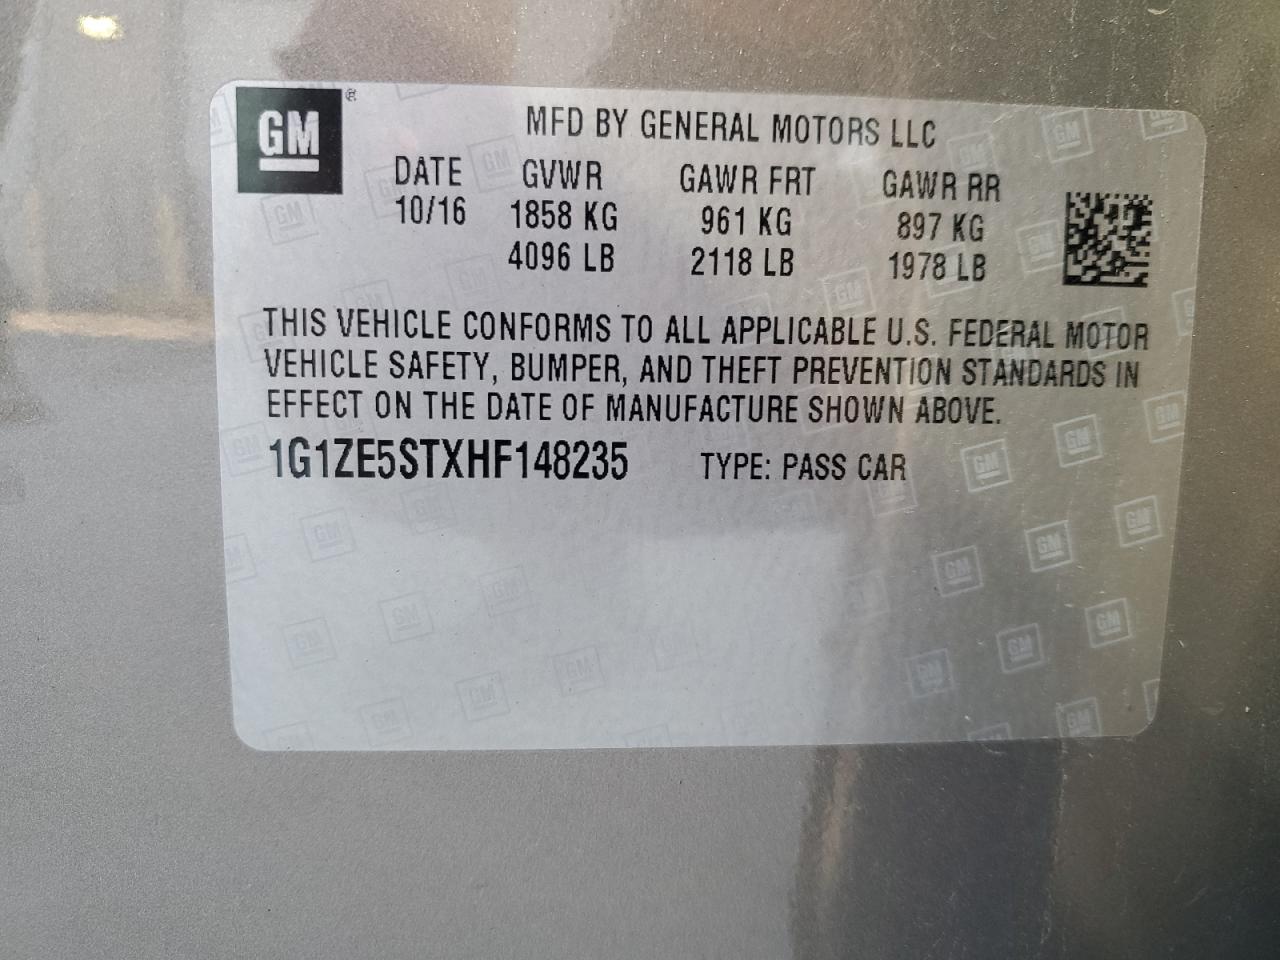 GM ®
MFD BY GENERAL MOTORS LLC
DATE GVWR GAWR FRT GAWR RR
10/16 1858 KG 961 KG 897 KG
4096 LB 2118 LB 1978 LB
THIS VEHICLE CONFORMS TO ALL APPLICABLE U.S. FEDERAL MOTOR
VEHICLE SAFETY, BUMPER, AND THEFT PREVENTION STANDARDS IN
EFFECT ON THE DATE OF MANUFACTURE SHOWN ABOVE.
1G1ZE5STXHF148235 TYPE: PASS CAR